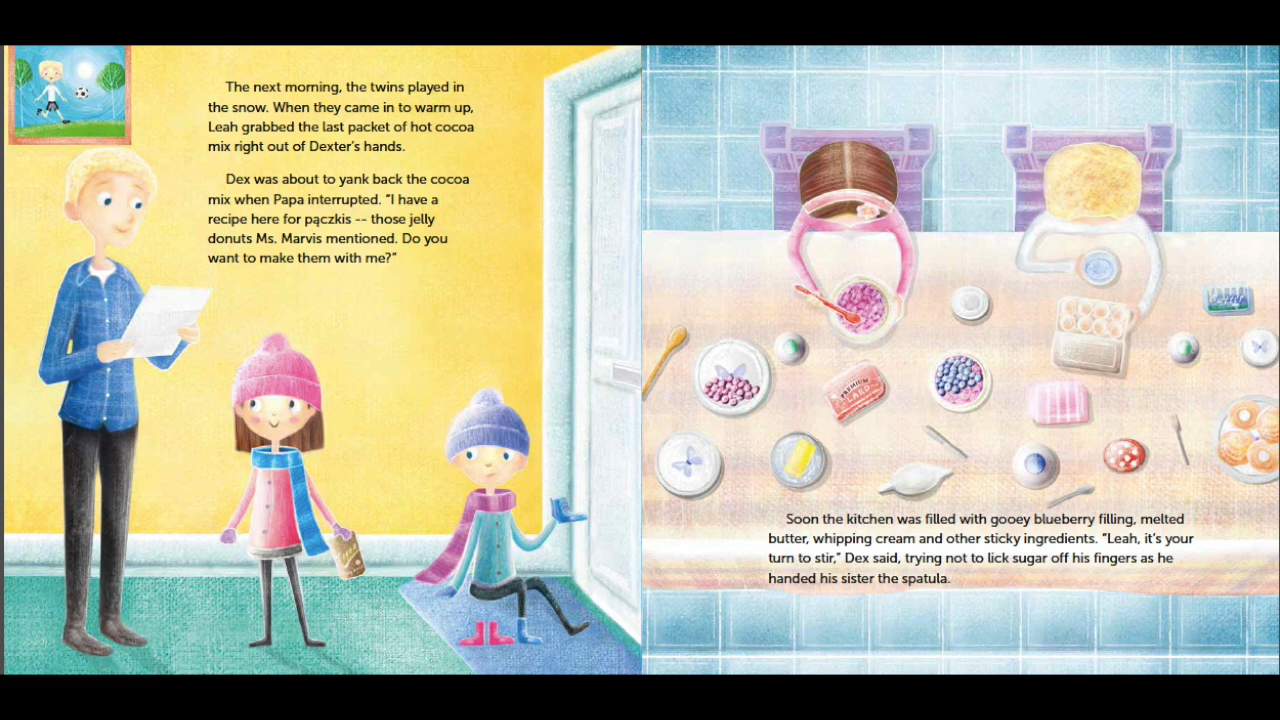 The next morning, the twins played in
the snow. When they came in to warm up,
Leah grabbed the last packet of hot cocoa
mix right out of Dexter's hands.
Dex was about to yank back the cocoa
mix when Papa interrupted. "I have a
recipe here for pączkis -- those jelly
donuts Ms. Marvis mentioned. Do you
want to make them with me?"
PREMIUM
LARD
Soon the kitchen was filled with gooey blueberry filling, melted
butter, whipping cream and other sticky ingredients. "Leah, it's your
turn to stir," Dex said, trying not to lick sugar off his fingers as he
handed his sister the spatula.